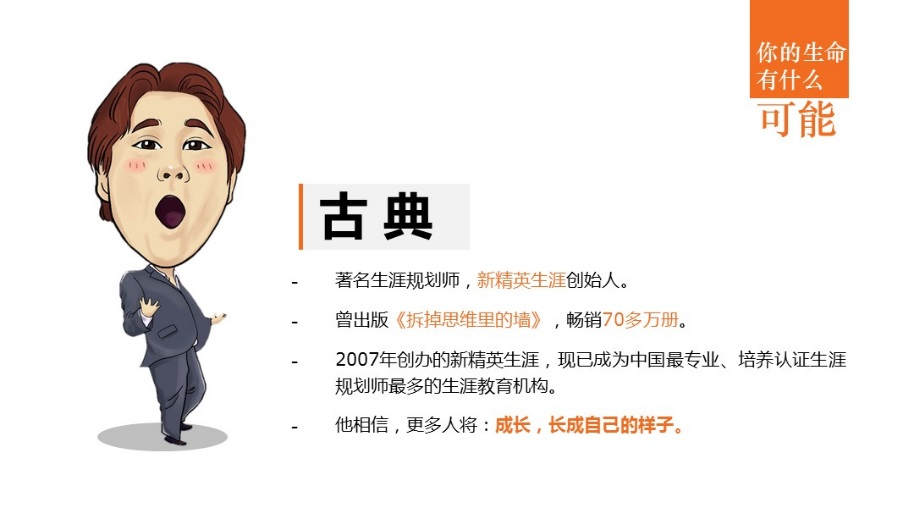 你的生命
有什么
可能
古典
- 著名生涯规划师，新精英生涯创始人。
- 曾出版《拆掉思维里的墙》，畅销70多万册。
- 2007年创办的新精英生涯，现已成为中国最专业、培养认证生涯
规划师最多的生涯教育机构。
- 他相信，更多人将：成长，长成自己的样子。